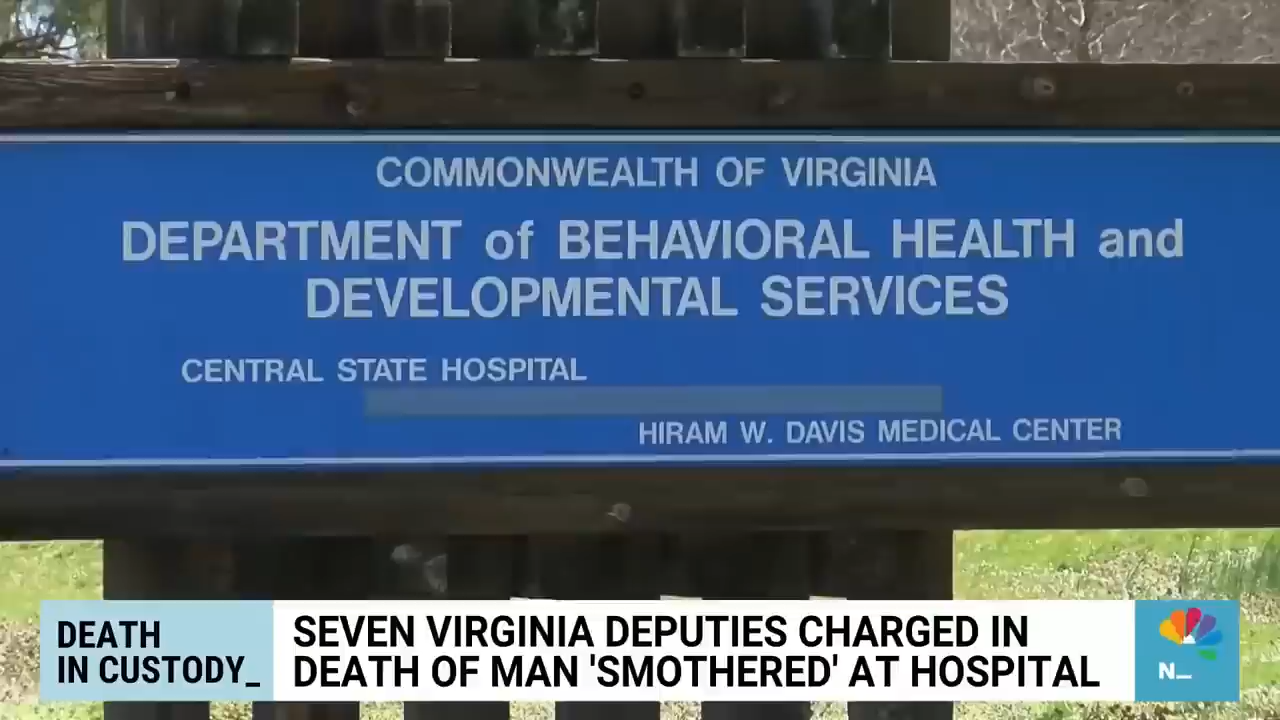 COMMONWEALTH OF VIRGINIA
DEPARTMENT of BEHAVIORAL HEALTH and
DEVELOPMENTAL SERVICES
CENTRAL STATE HOSPITAL
HIRAM W. DAVIS MEDICAL CENTER
DEATH
IN CUSTODY_
SEVEN VIRGINIA DEPUTIES CHARGED IN
DEATH OF MAN 'SMOTHERED' AT HOSPITAL
N_